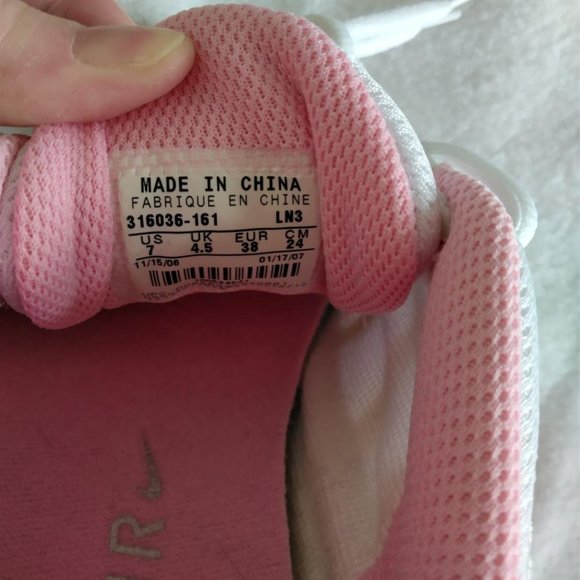 MADE IN CHINA
FABRIQUE EN CHINE
316036-161 LN3
US UK EUR CM
7 4.5 38 24
11/15/06 01/17/07